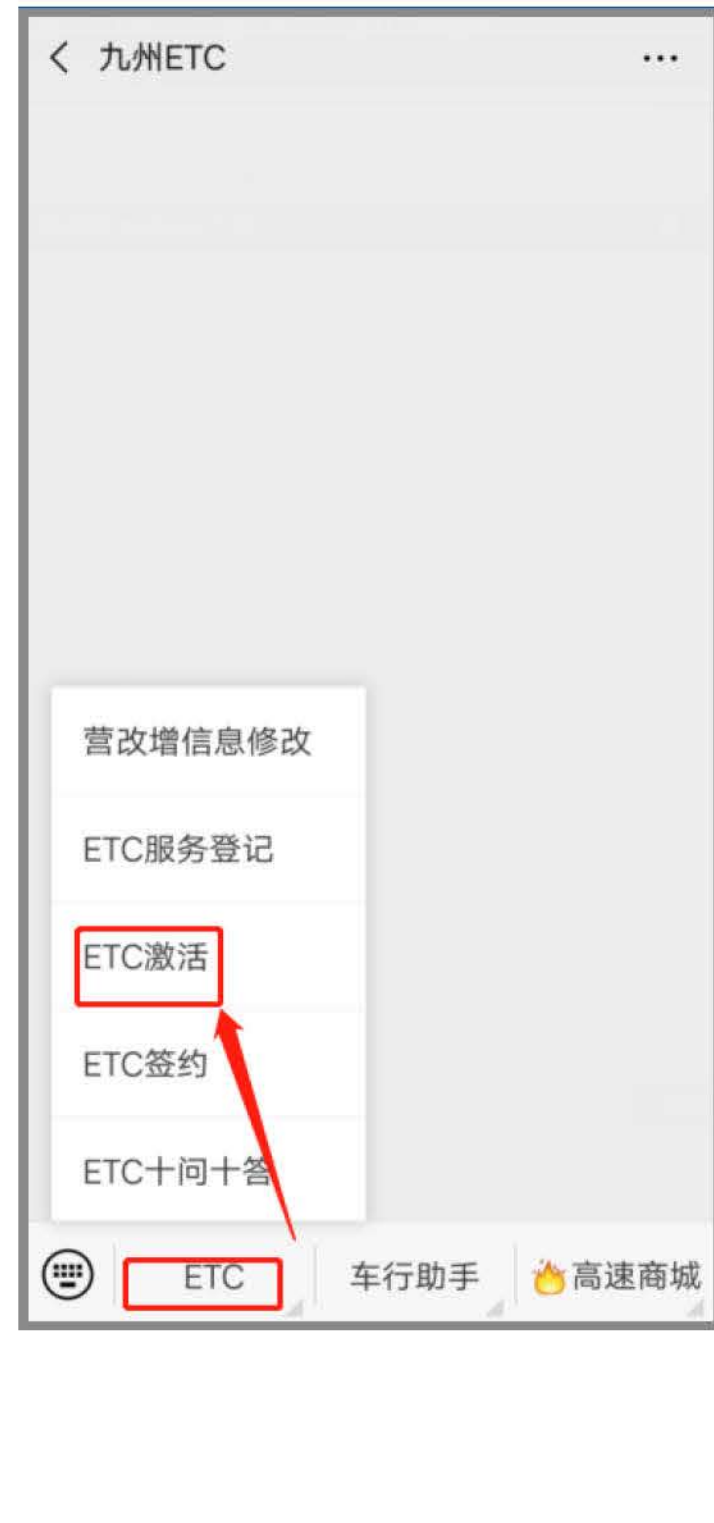 九州ETC
营改增信息修改
ETC服务登记
ETC激活
ETC签约
ETC十问十答
ETC 车行助手 高速商城